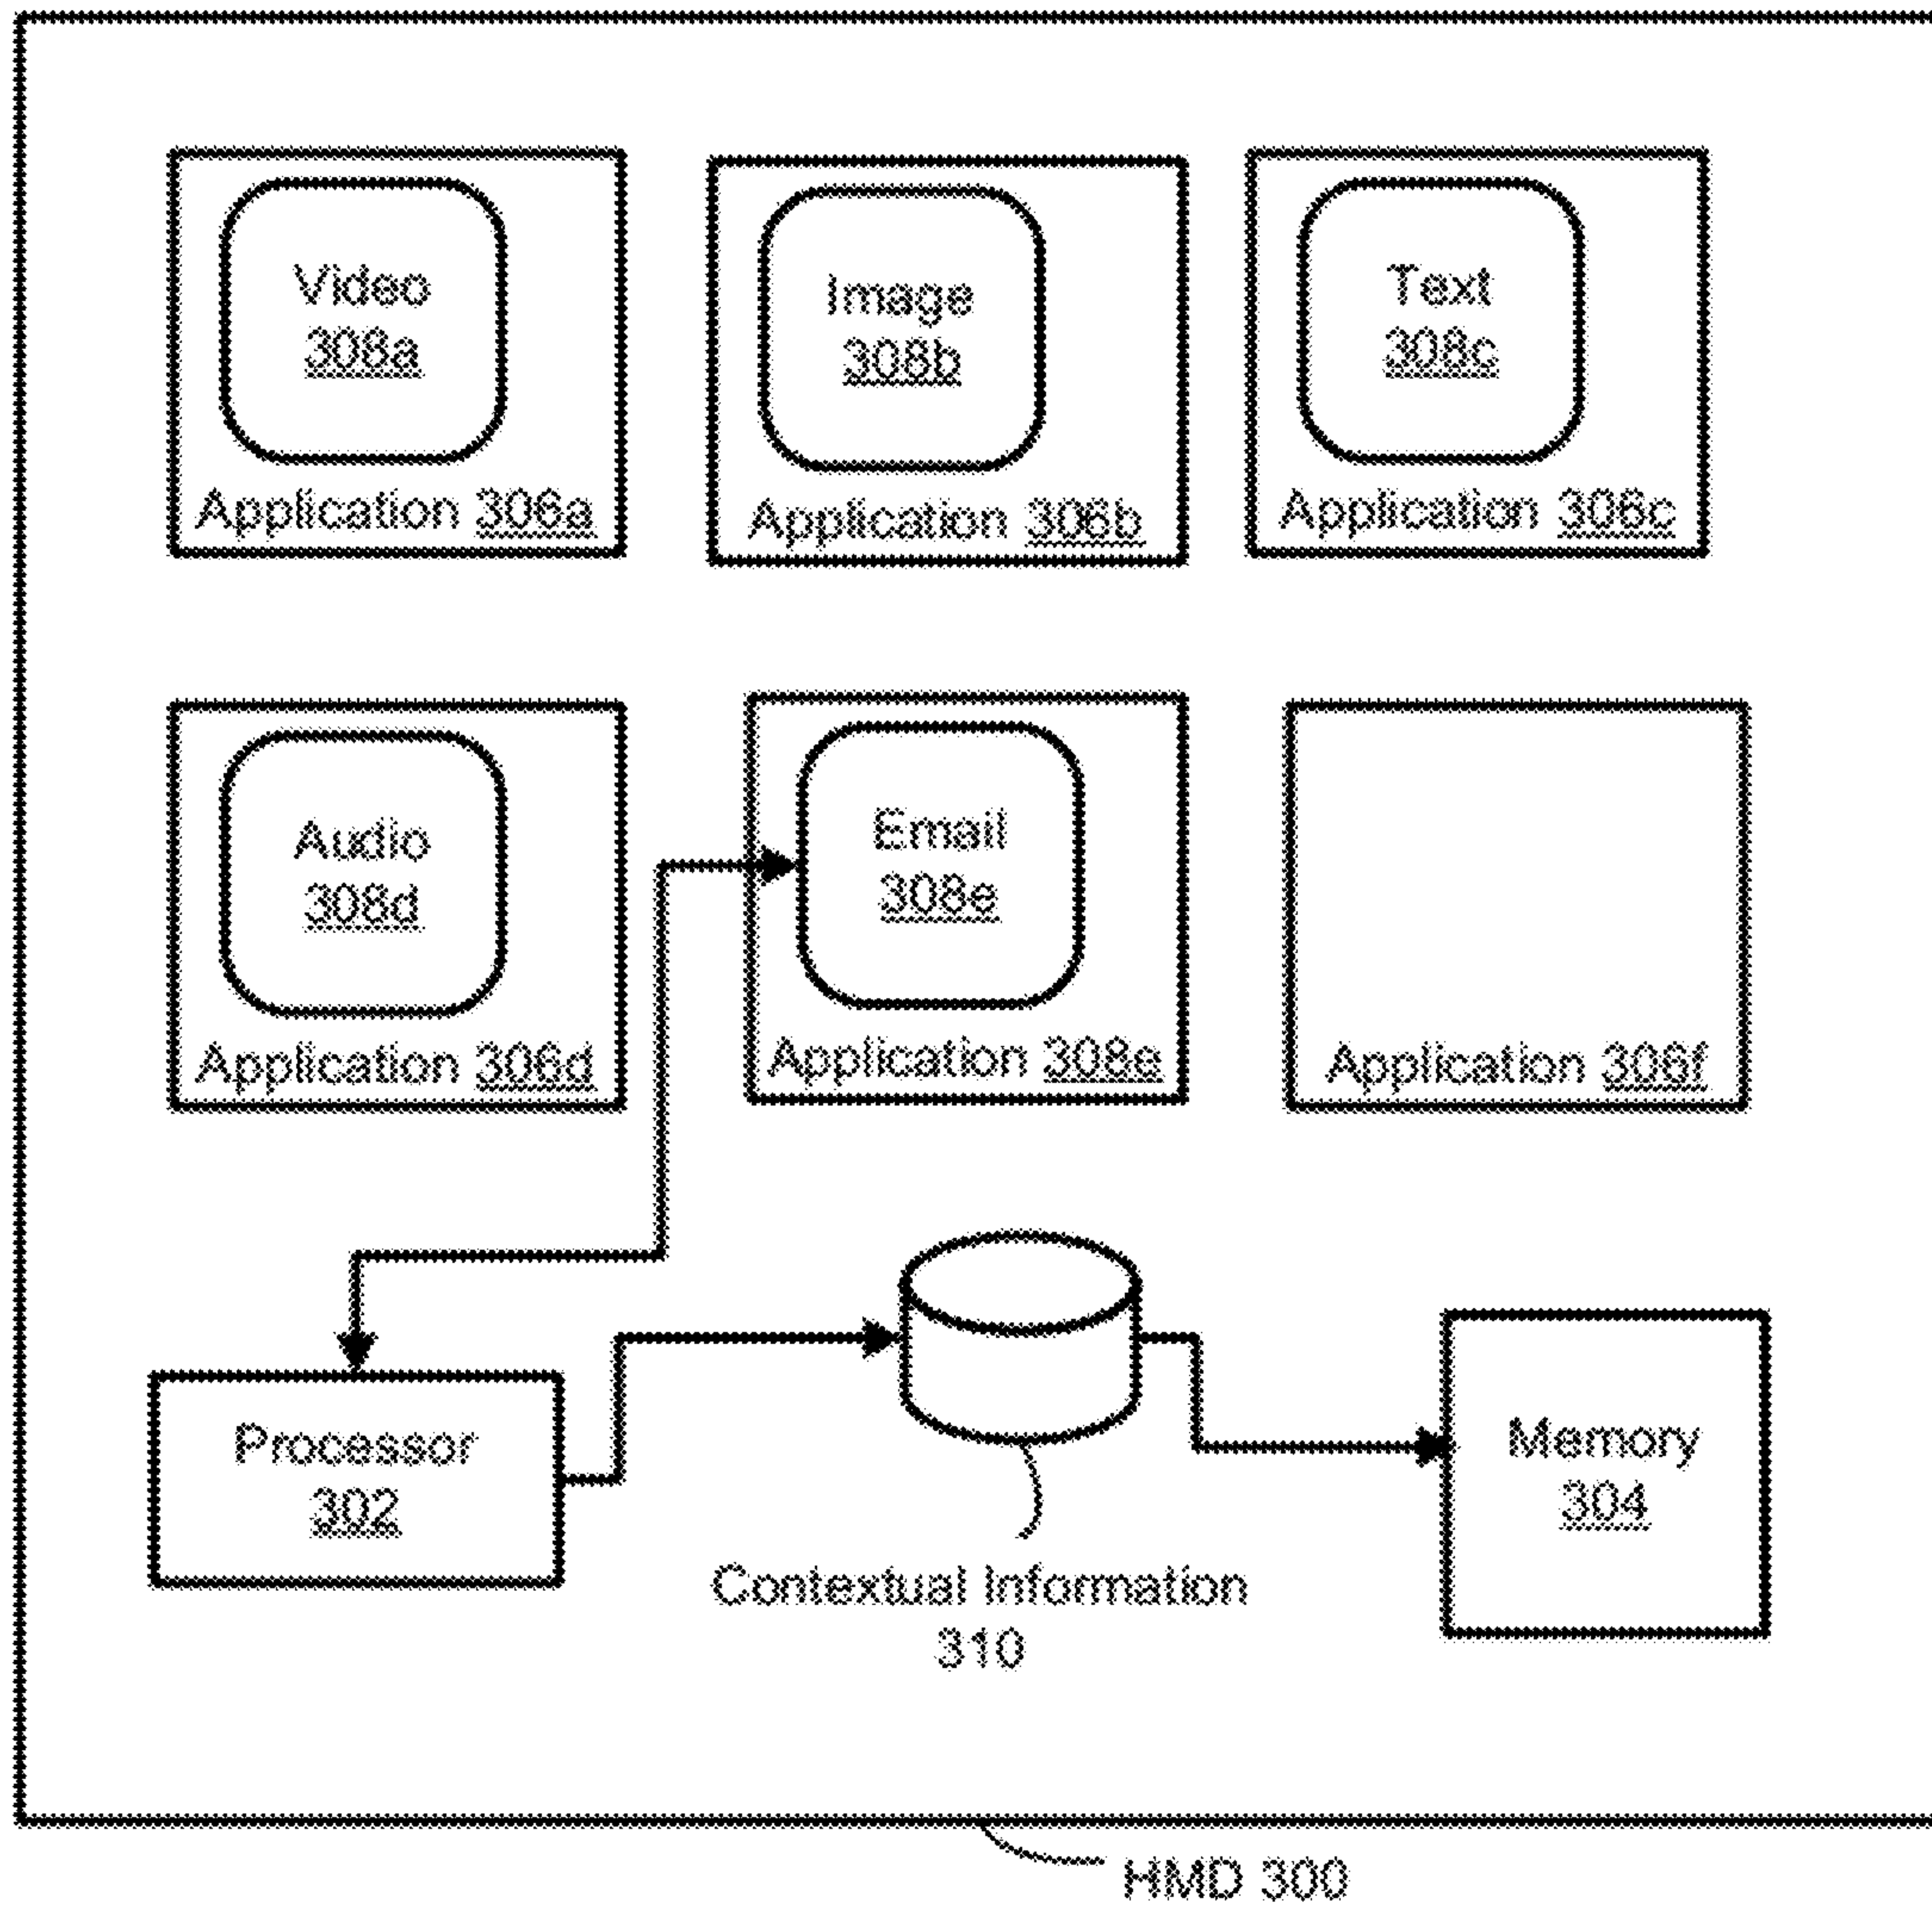 Video
308a
Application 306a
Image
308b
Application 306b
Text
308c
Application 306c
Audio
308d
Application 306d
Email
308e
Application 308e
Application 306f
Processor
302
Contextual Information
310
Memory
304
HMD 300